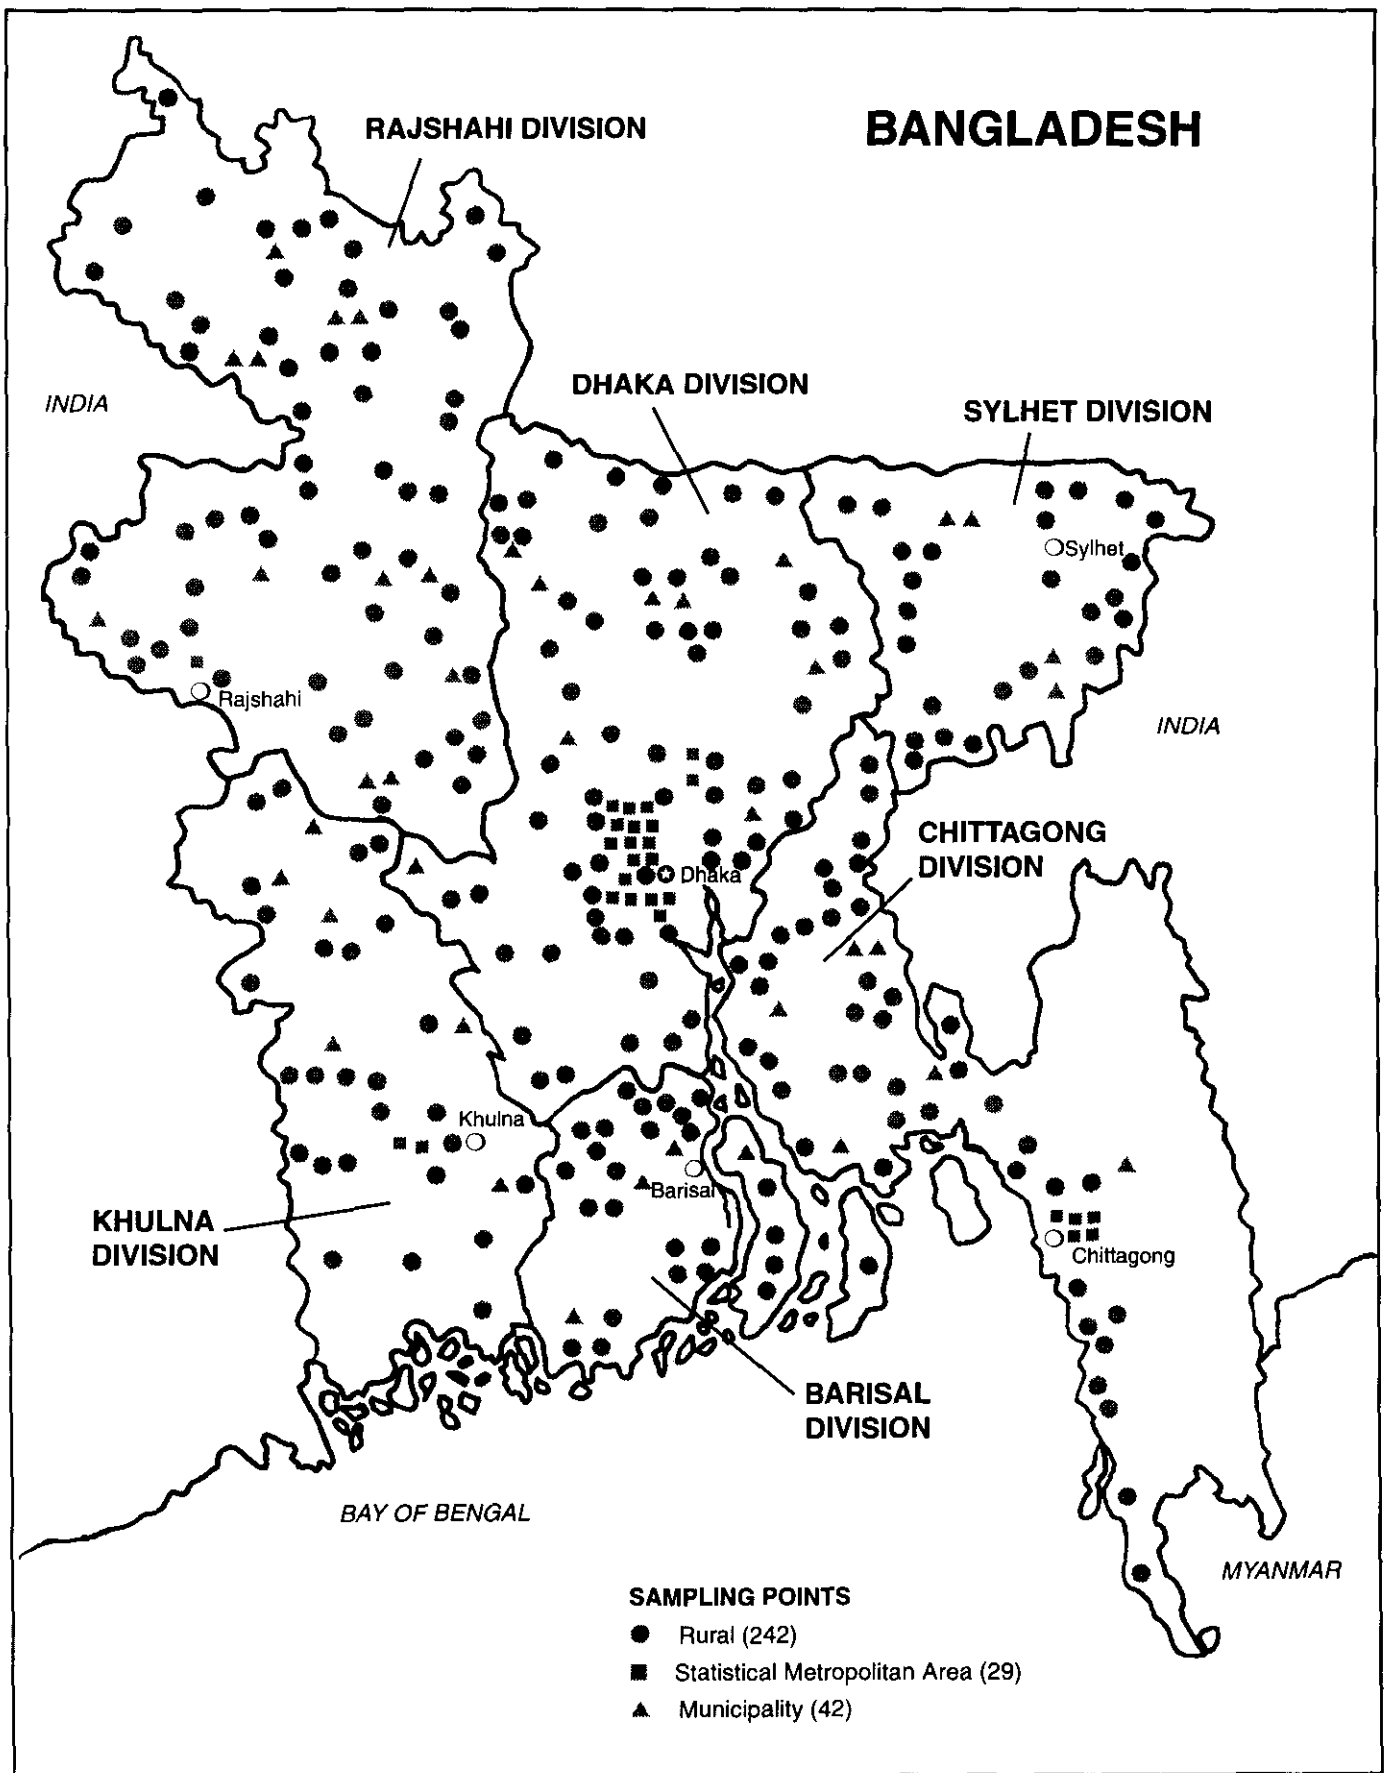 BANGLADESH
RAJSHAHI DIVISION
DHAKA DIVISION
SYLHET DIVISION
INDIA
Sylhet
Rajshahi
INDIA
CHITTAGONG
DIVISION
Dhaka
Khulna
Barisal
KHULNA
DIVISION
Chittagong
BARISAL
DIVISION
BAY OF BENGAL
MYANMAR
SAMPLING POINTS
Rural (242)
Statistical Metropolitan Area (29)
Municipality (42)